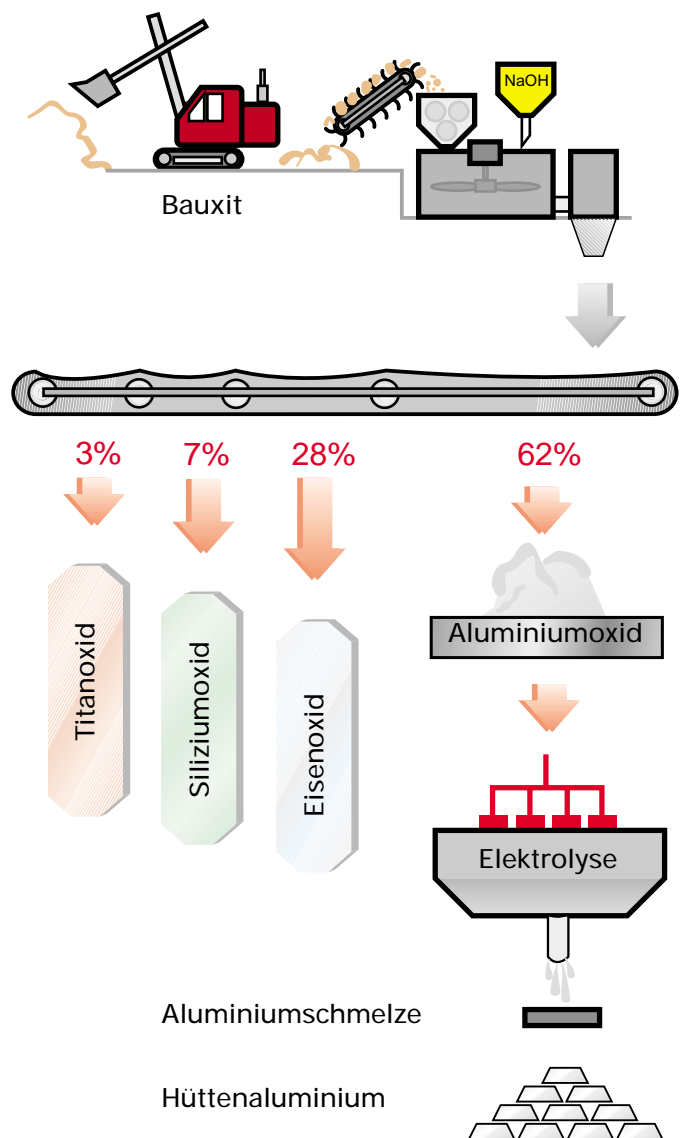 NaOH
Bauxit
3% 7% 28% 62%
Titanoxid
Siliziumoxid
Eisenoxid
Aluminiumoxid
Elektrolyse
Aluminiumschmelze
Hüttenaluminium